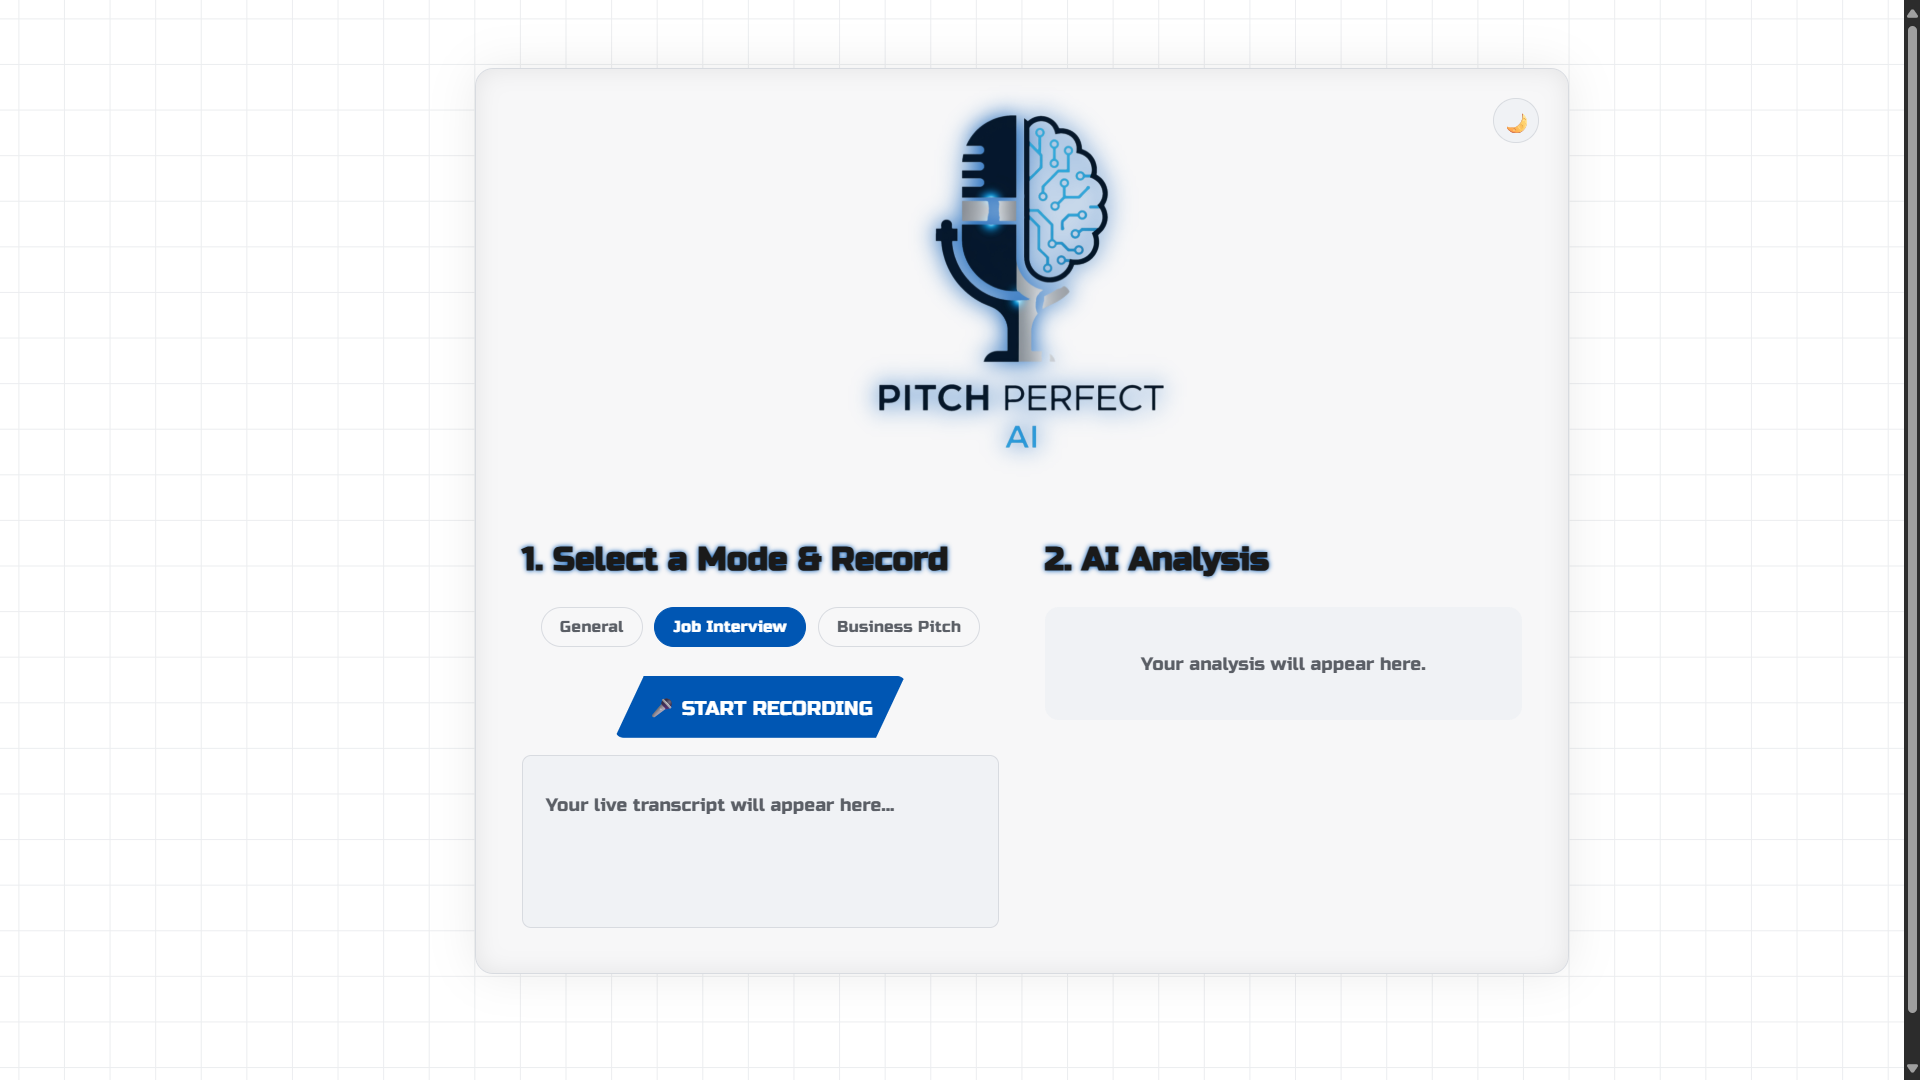 PITCH PERFECT
AI
1. Select a Mode & Record
General
Job Interview
Business Pitch
START RECORDING
Your live transcript will appear here...
2. AI Analysis
Your analysis will appear here.